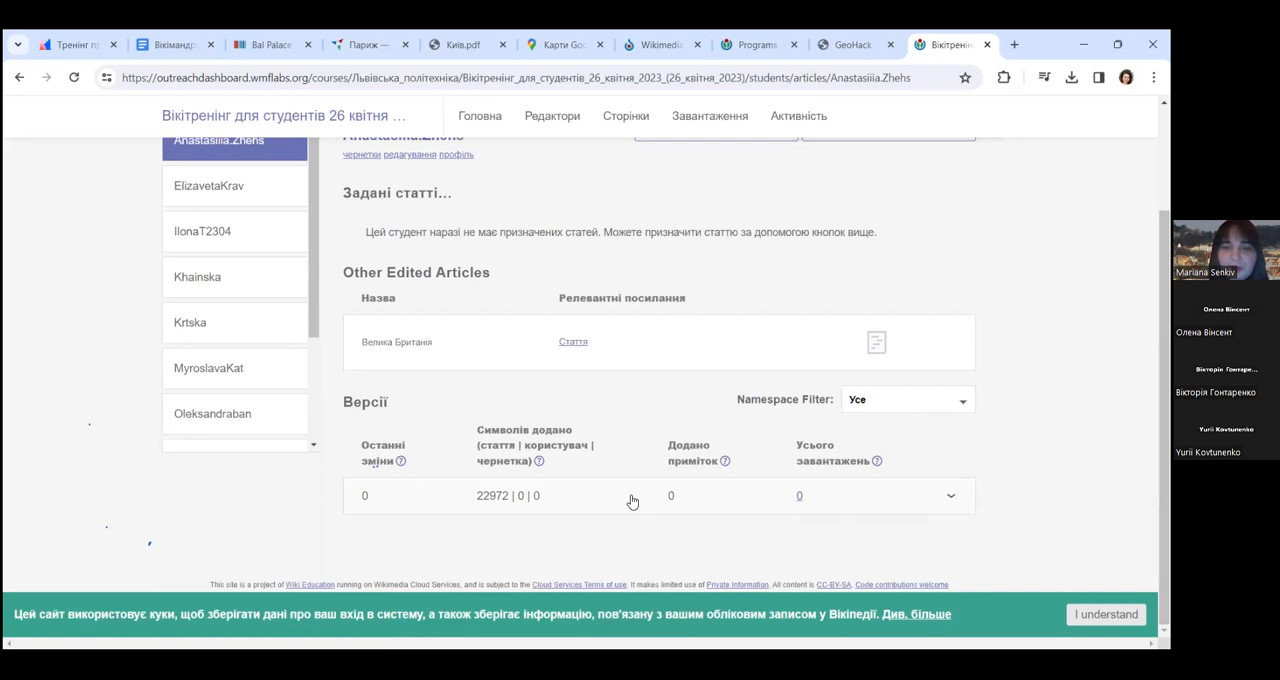 Тренінг п
Вікімандр
Bal Palace
Париж —
Київ.pdf
Карти Goo
Wikimedia
Programs
GeoHack
Вікітренін
https://outreachdashboard.wmflabs.org/courses/Львівська_політехніка/Вікітренінг_для_студентів_26_квітня_2023_(26_квітня_2023)/students/articles/Anastasiiia.Zhehs
Вікітренінг для студентів 26 квітня …
Головна
Редактори
Сторінки
Завантаження
Активність
Anastasiiia.Zhehs
ElizavetaKrav
IlonaT2304
Khainska
Krtska
MyroslavaKat
Oleksandraban
Anastasiiia.Zhehs
чернетки редагування профіль
Задані статті…
Цей студент наразі не має призначених статей. Можете призначити статтю за допомогою кнопок вище.
Other Edited Articles
Назва
Релевантні посилання
Велика Британія
Стаття
Версії
Namespace Filter:
Усе
Останні
зміни ?
Символів додано
(стаття | користувач |
чернетка) ?
Додано
приміток ?
Усього
завантажень ?
0
22972 | 0 | 0
0
0
This site is a project of Wiki Education running on Wikimedia Cloud Services, and is subject to the Cloud Services Terms of use. It makes limited use of Private Information. All content is CC-BY-SA. Code contributions welcome
Цей сайт використовує куки, щоб зберігати дані про ваш вхід в систему, а також зберігає інформацію, пов'язану з вашим обліковим записом у Вікіпедії. Див. більше
I understand
Mariana Senkiv
Олена Вінсент
Олена Вінсент
Вікторія Гонтаре...
Вікторія Гонтаренко
Yurii Kovtunenko
Yurii Kovtunenko